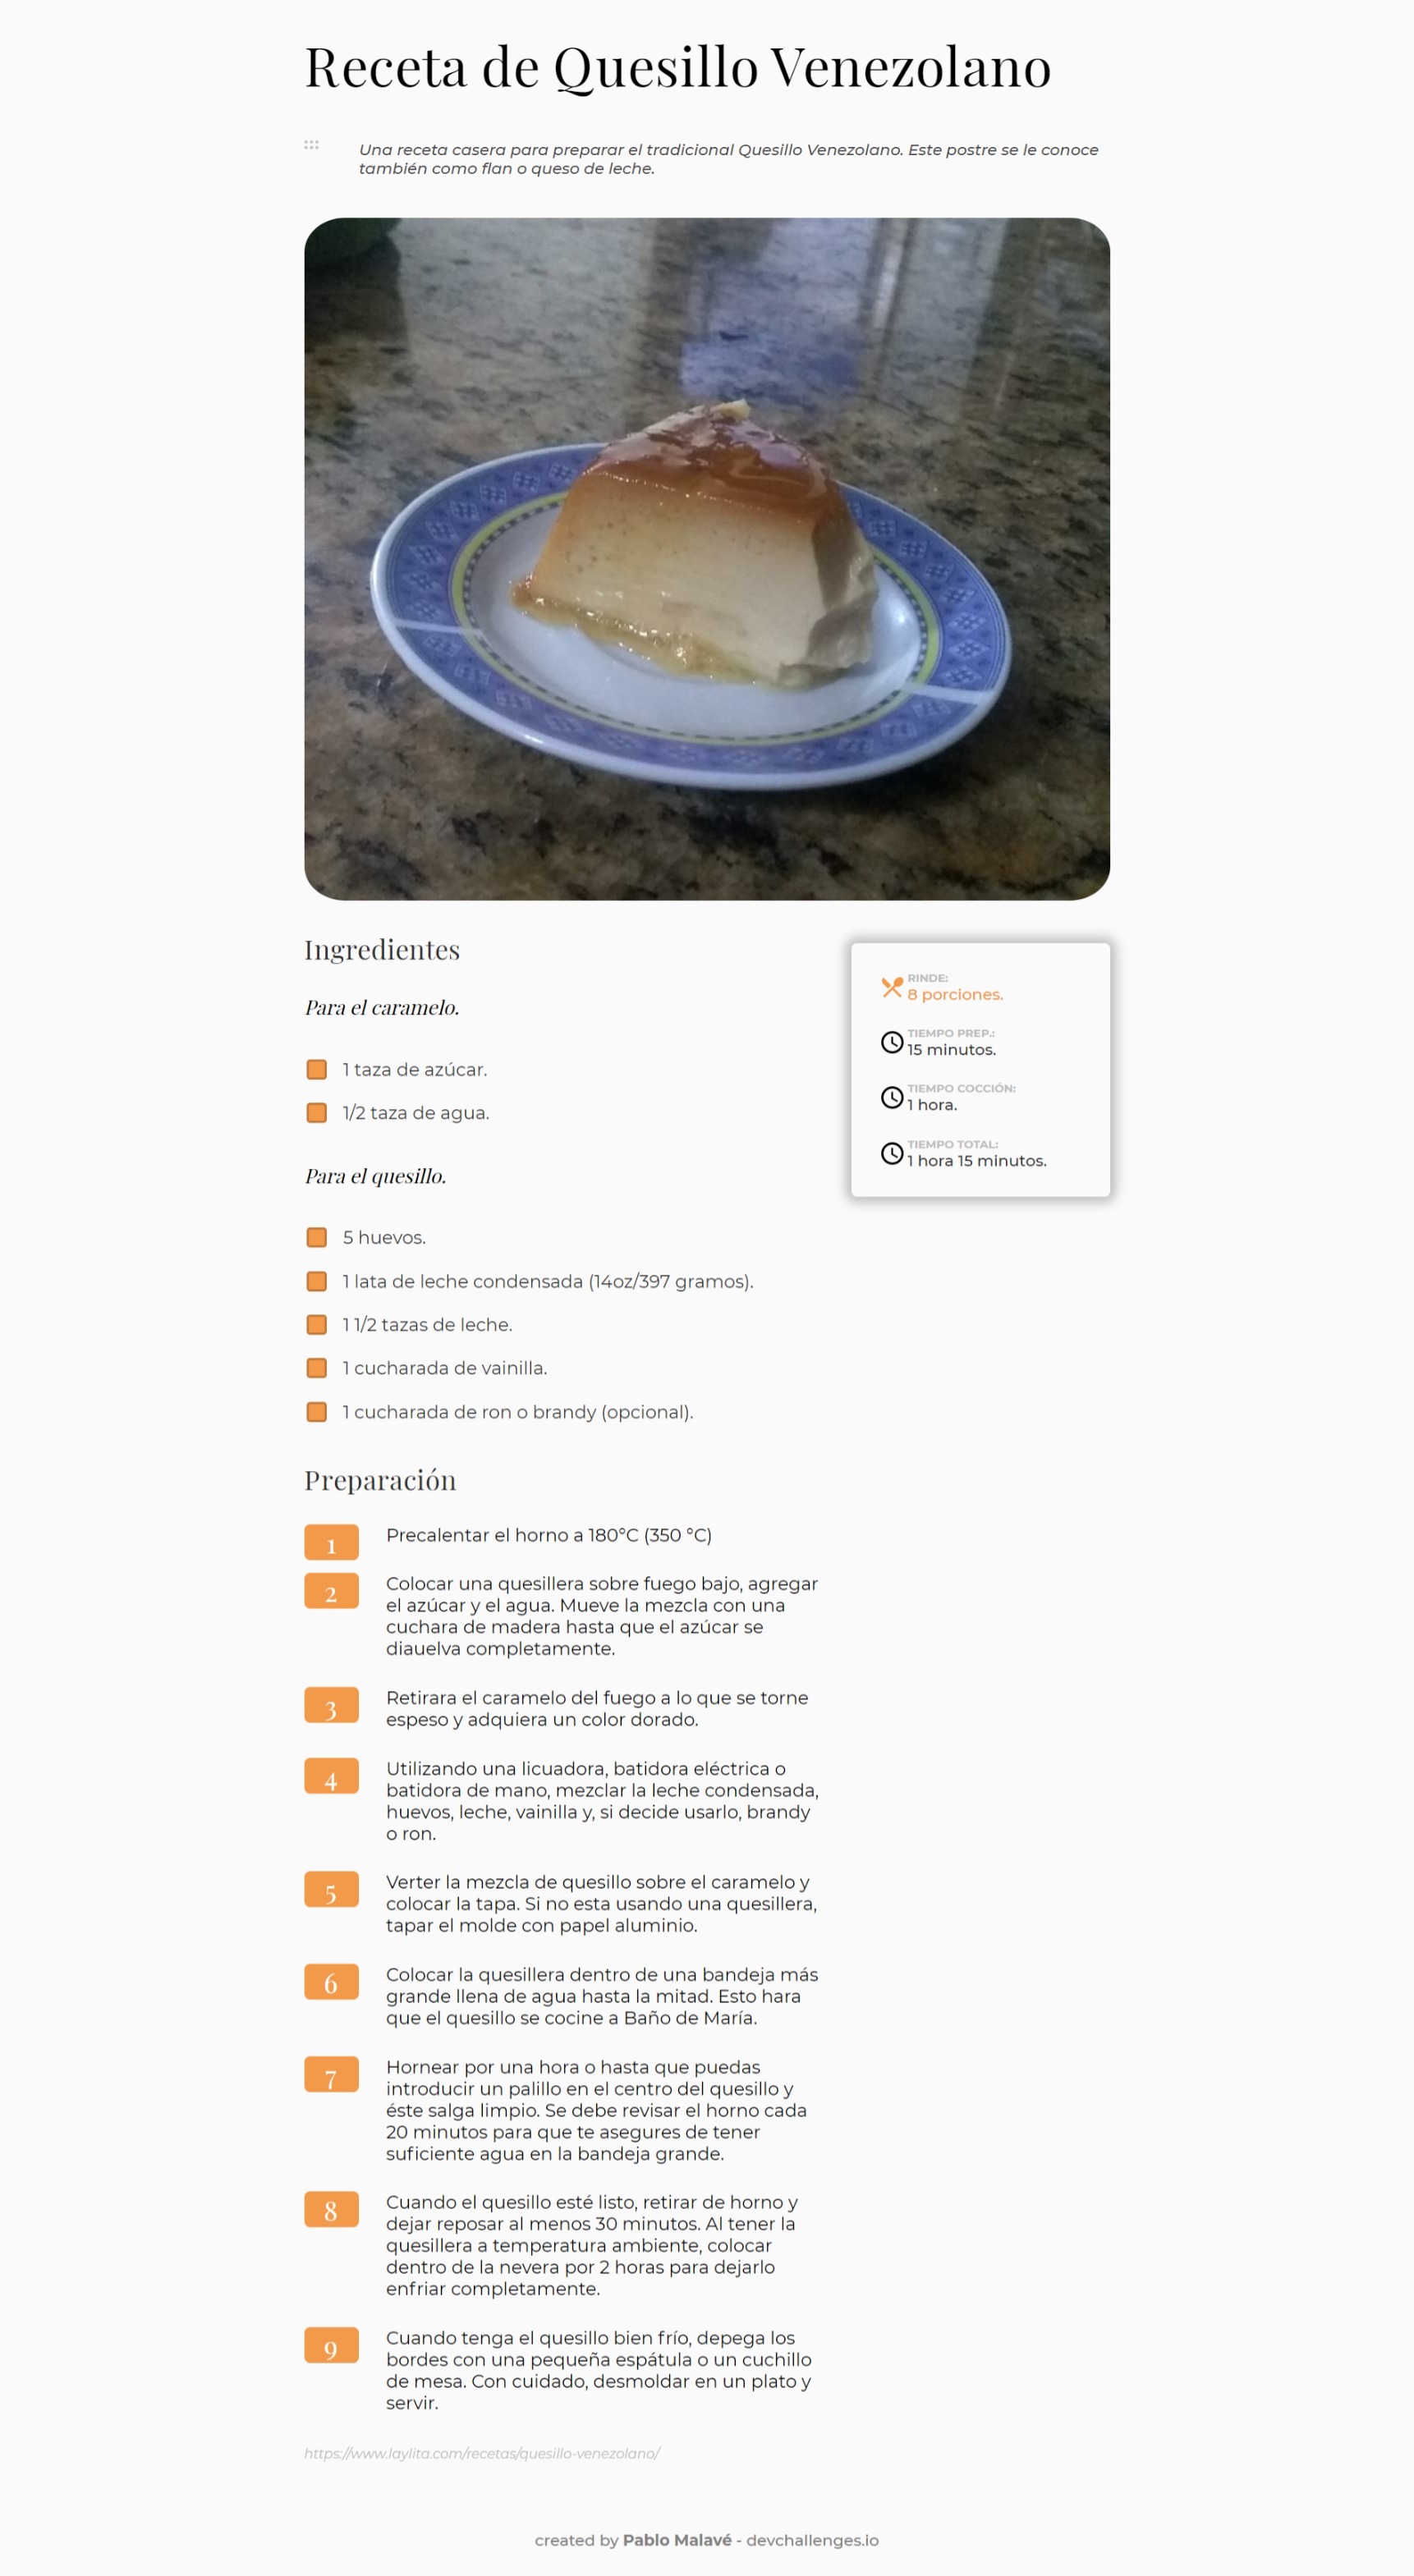 Receta de Quesillo Venezolano
Una receta casera para preparar el tradicional Quesillo Venezolano. Este postre se le conoce
también como flan o queso de leche.
Ingredientes
Para el caramelo.
1 taza de azúcar.
1/2 taza de agua.
Para el quesillo.
5 huevos.
1 lata de leche condensada (14oz/397 gramos).
1 1/2 tazas de leche.
1 cucharada de vainilla.
1 cucharada de ron o brandy (opcional).
RINDE:
8 porciones.
TIEMPO PREP.:
15 minutos.
TIEMPO COCCIÓN:
1 hora.
TIEMPO TOTAL:
1 hora 15 minutos.
Preparación
1 Precalentar el horno a 180°C (350 °C)
2 Colocar una quesillera sobre fuego bajo, agregar
el azúcar y el agua. Mueve la mezcla con una
cuchara de madera hasta que el azúcar se
diauelva completamente.
3 Retirara el caramelo del fuego a lo que se torne
espeso y adquiera un color dorado.
4 Utilizando una licuadora, batidora eléctrica o
batidora de mano, mezclar la leche condensada,
huevos, leche, vainilla y, si decide usarlo, brandy
o ron.
5 Verter la mezcla de quesillo sobre el caramelo y
colocar la tapa. Si no esta usando una quesillera,
tapar el molde con papel aluminio.
6 Colocar la quesillera dentro de una bandeja más
grande llena de agua hasta la mitad. Esto hara
que el quesillo se cocine a Baño de María.
7 Hornear por una hora o hasta que puedas
introducir un palillo en el centro del quesillo y
éste salga limpio. Se debe revisar el horno cada
20 minutos para que te asegures de tener
suficiente agua en la bandeja grande.
8 Cuando el quesillo esté listo, retirar de horno y
dejar reposar al menos 30 minutos. Al tener la
quesillera a temperatura ambiente, colocar
dentro de la nevera por 2 horas para dejarlo
enfriar completamente.
9 Cuando tenga el quesillo bien frío, depega los
bordes con una pequeña espátula o un cuchillo
de mesa. Con cuidado, desmoldar en un plato y
servir.
https://www.laylita.com/recetas/quesillo-venezolano/
created by Pablo Malavé - devchallenges.io